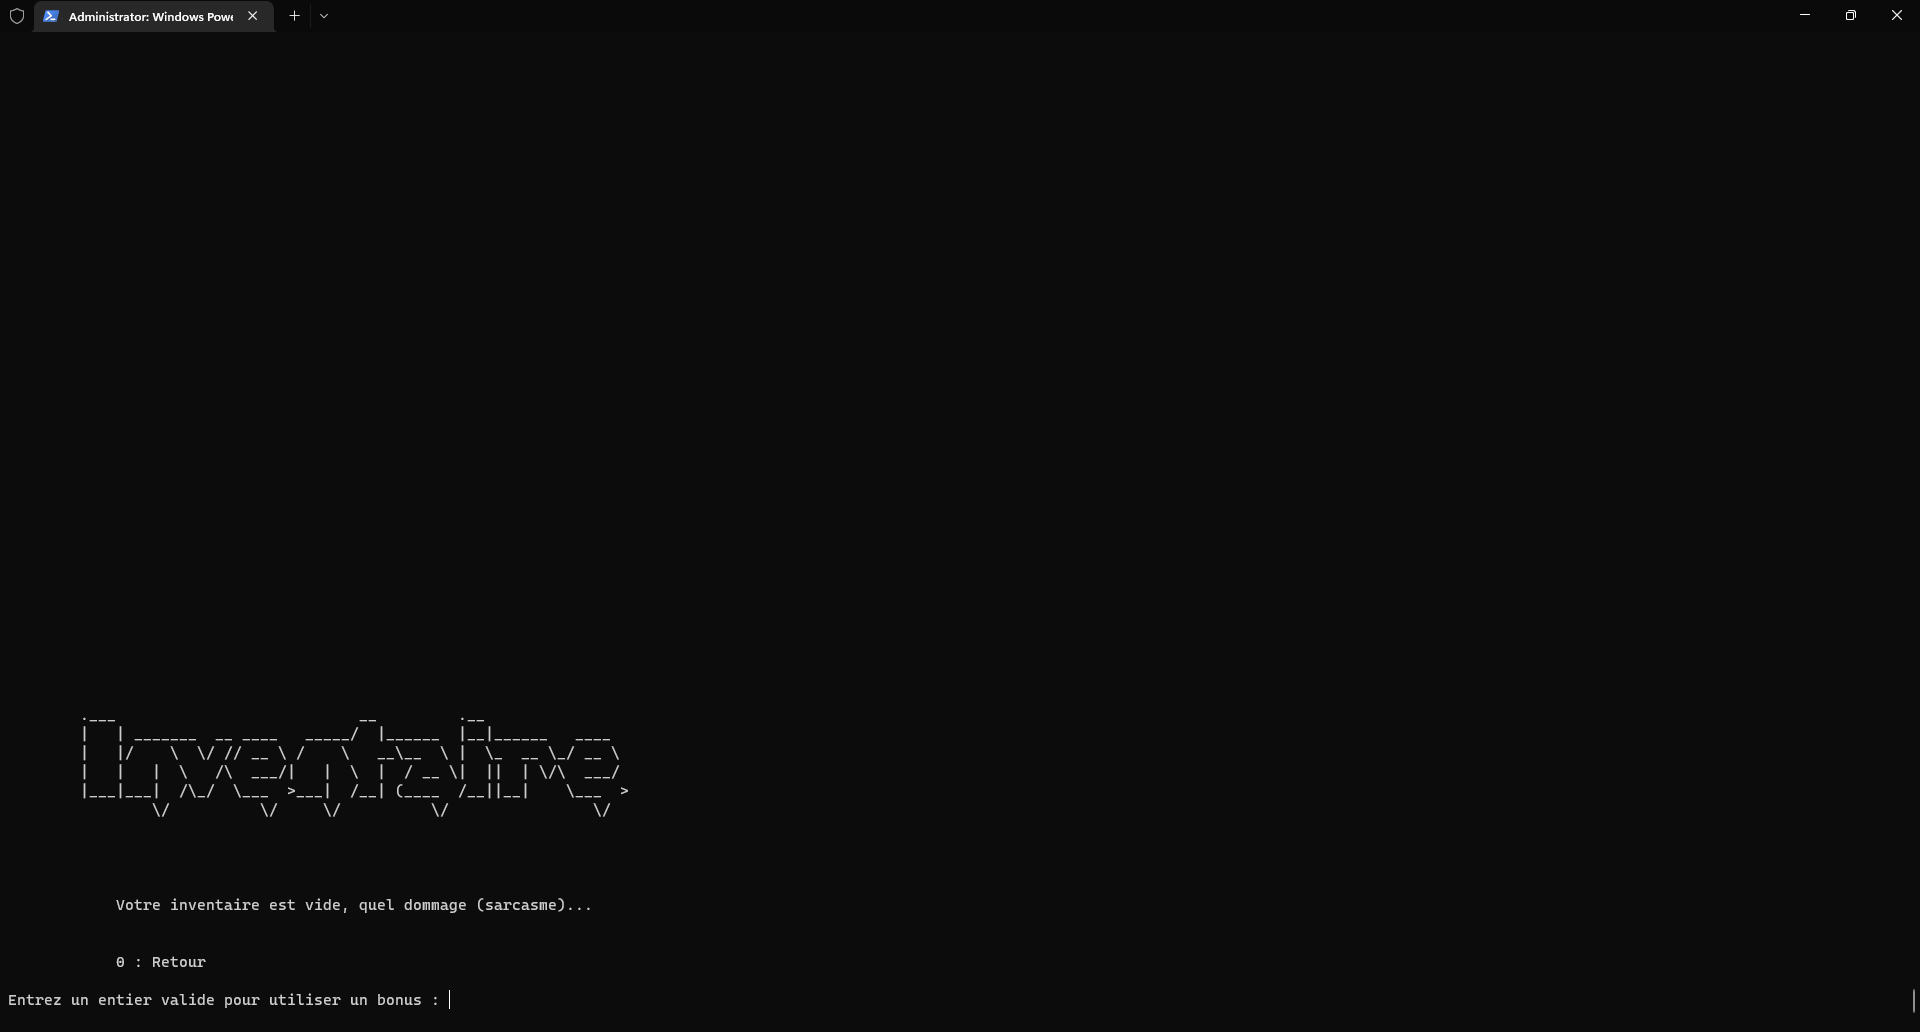 Administrator: Windows Powe
Inventaire
Votre inventaire est vide, quel dommage (sarcasme)...
0 : Retour
Entrez un entier valide pour utiliser un bonus :